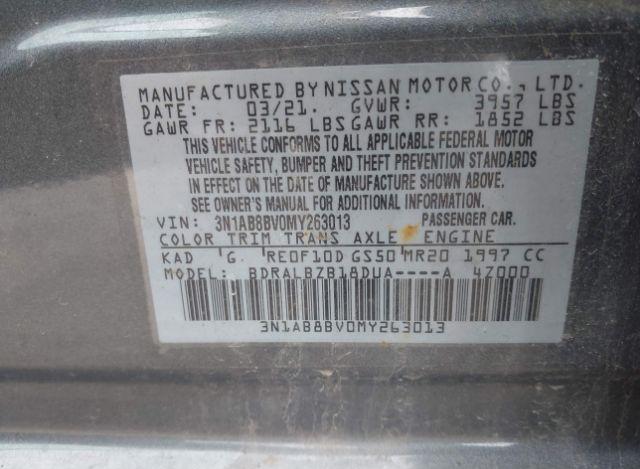 MANUFACTURED BY NISSAN MOTOR CO., LTD.
DATE: 03/21. GVWR: 3957 LBS
GAWR FR: 2116 LBS GAWR RR: 1852 LBS
THIS VEHICLE CONFORMS TO ALL APPLICABLE FEDERAL MOTOR
VEHICLE SAFETY, BUMPER AND THEFT PREVENTION STANDARDS
IN EFFECT ON THE DATE OF MANUFACTURE SHOWN ABOVE.
SEE OWNER'S MANUAL FOR ADDITIONAL INFORMATION.
VIN: 3N1AB8BV0MY263013 PASSENGER CAR.
COLOR TRIM TRANS AXLE ENGINE
KAD G RE0F10D GS50 MR20 1997 CC
MODEL: BDRALBZB18DUA----A 4Z000
3N1AB8BV0MY263013